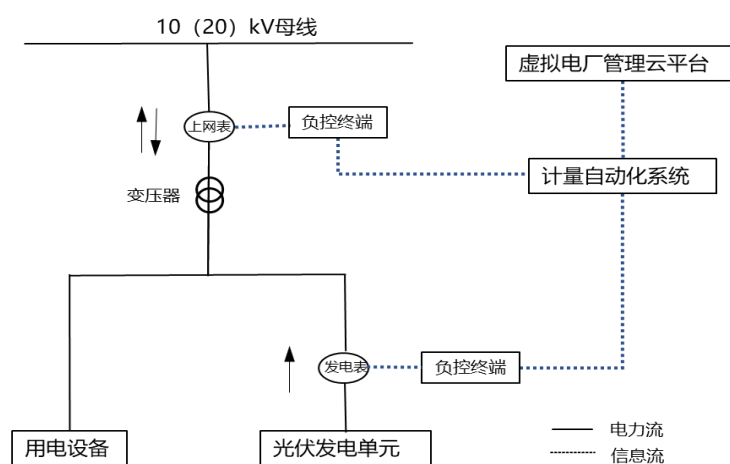 10（20）kV母线
虚拟电厂管理云平台
上网表
负控终端
计量自动化系统
变压器
发电表
负控终端
用电设备
光伏发电单元
电力流
信息流